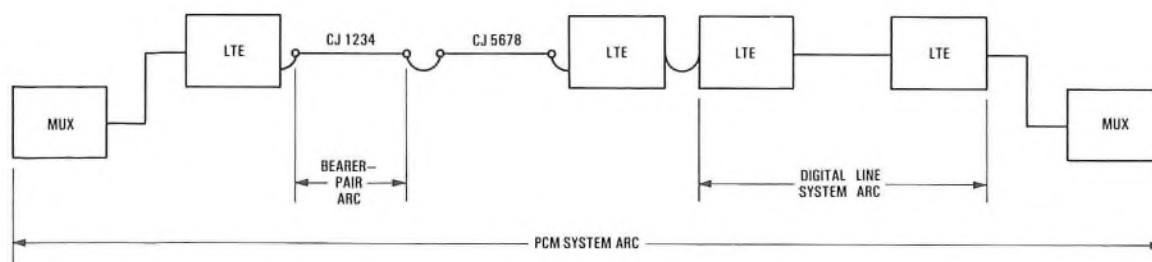 LTE
CJ 1234
CJ 5678
LTE
LTE
LTE
MUX
MUX
BEARER–
PAIR
ARC
DIGITAL LINE
SYSTEM ARC
PCM SYSTEM ARC